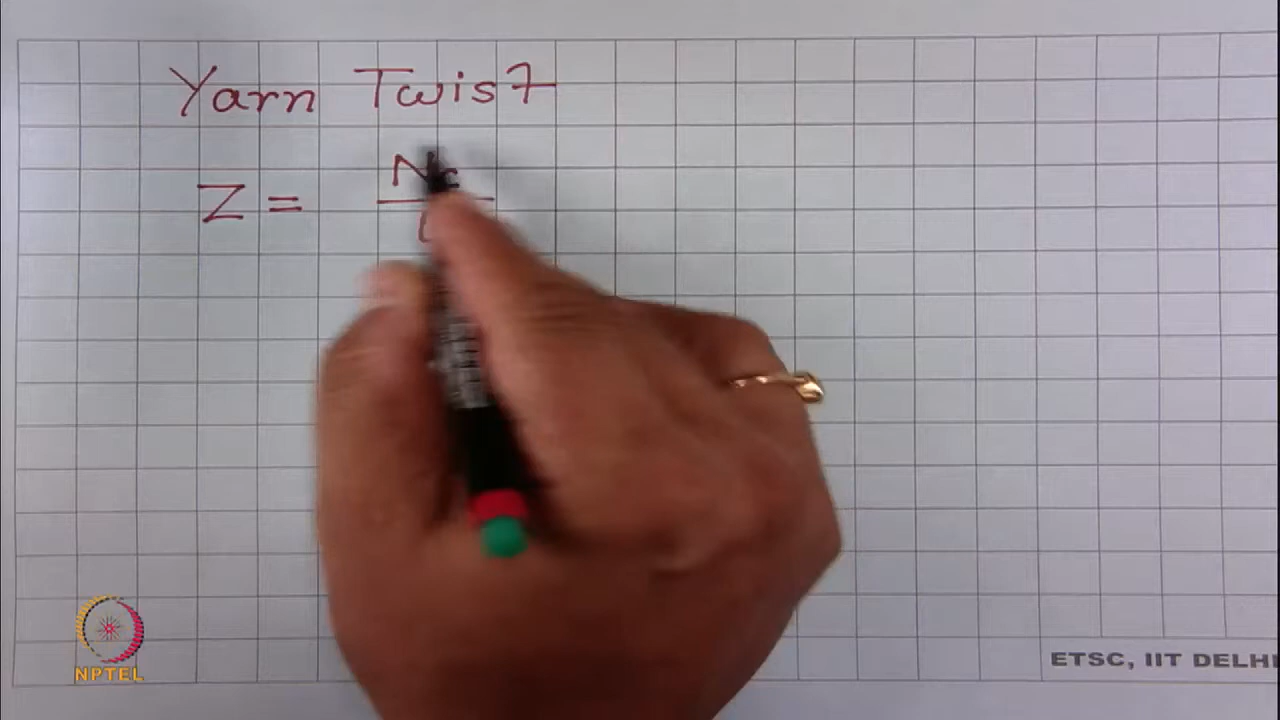 Yarn Twist
Z = N
NPTEL
ETSC, IIT DELHI